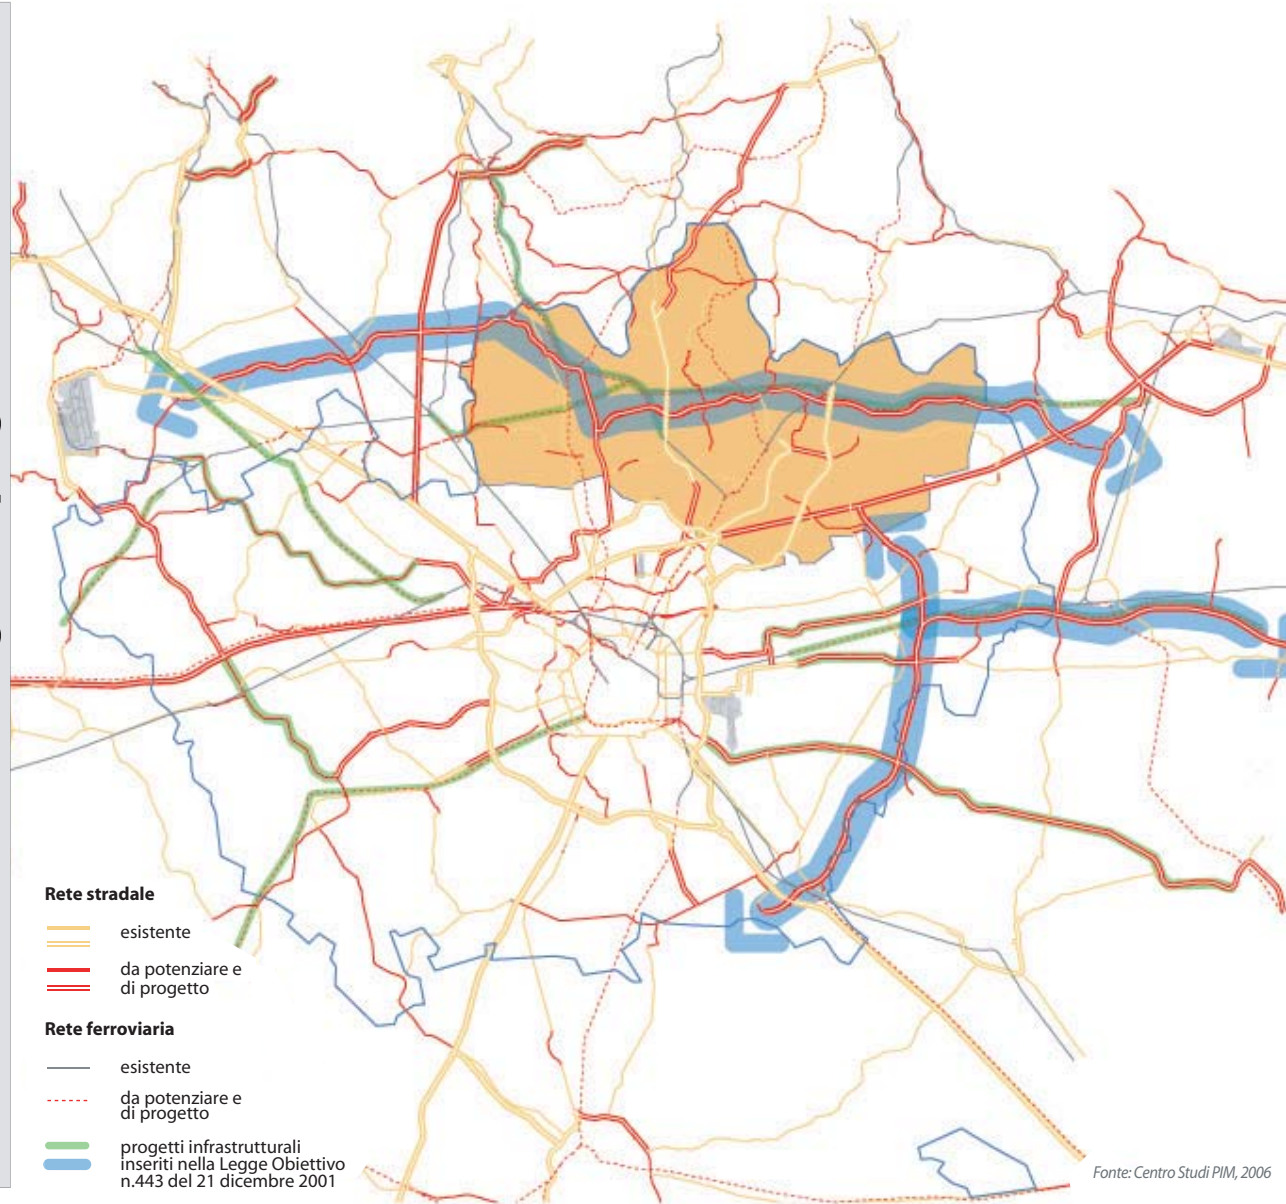 Rete stradale
esistente
da potenziare e
di progetto
Rete ferroviaria
esistente
da potenziare e
di progetto
progetti infrastrutturali
inseriti nella Legge Obiettivo
n.443 del 21 dicembre 2001
Fonte: Centro Studi PIM, 2006